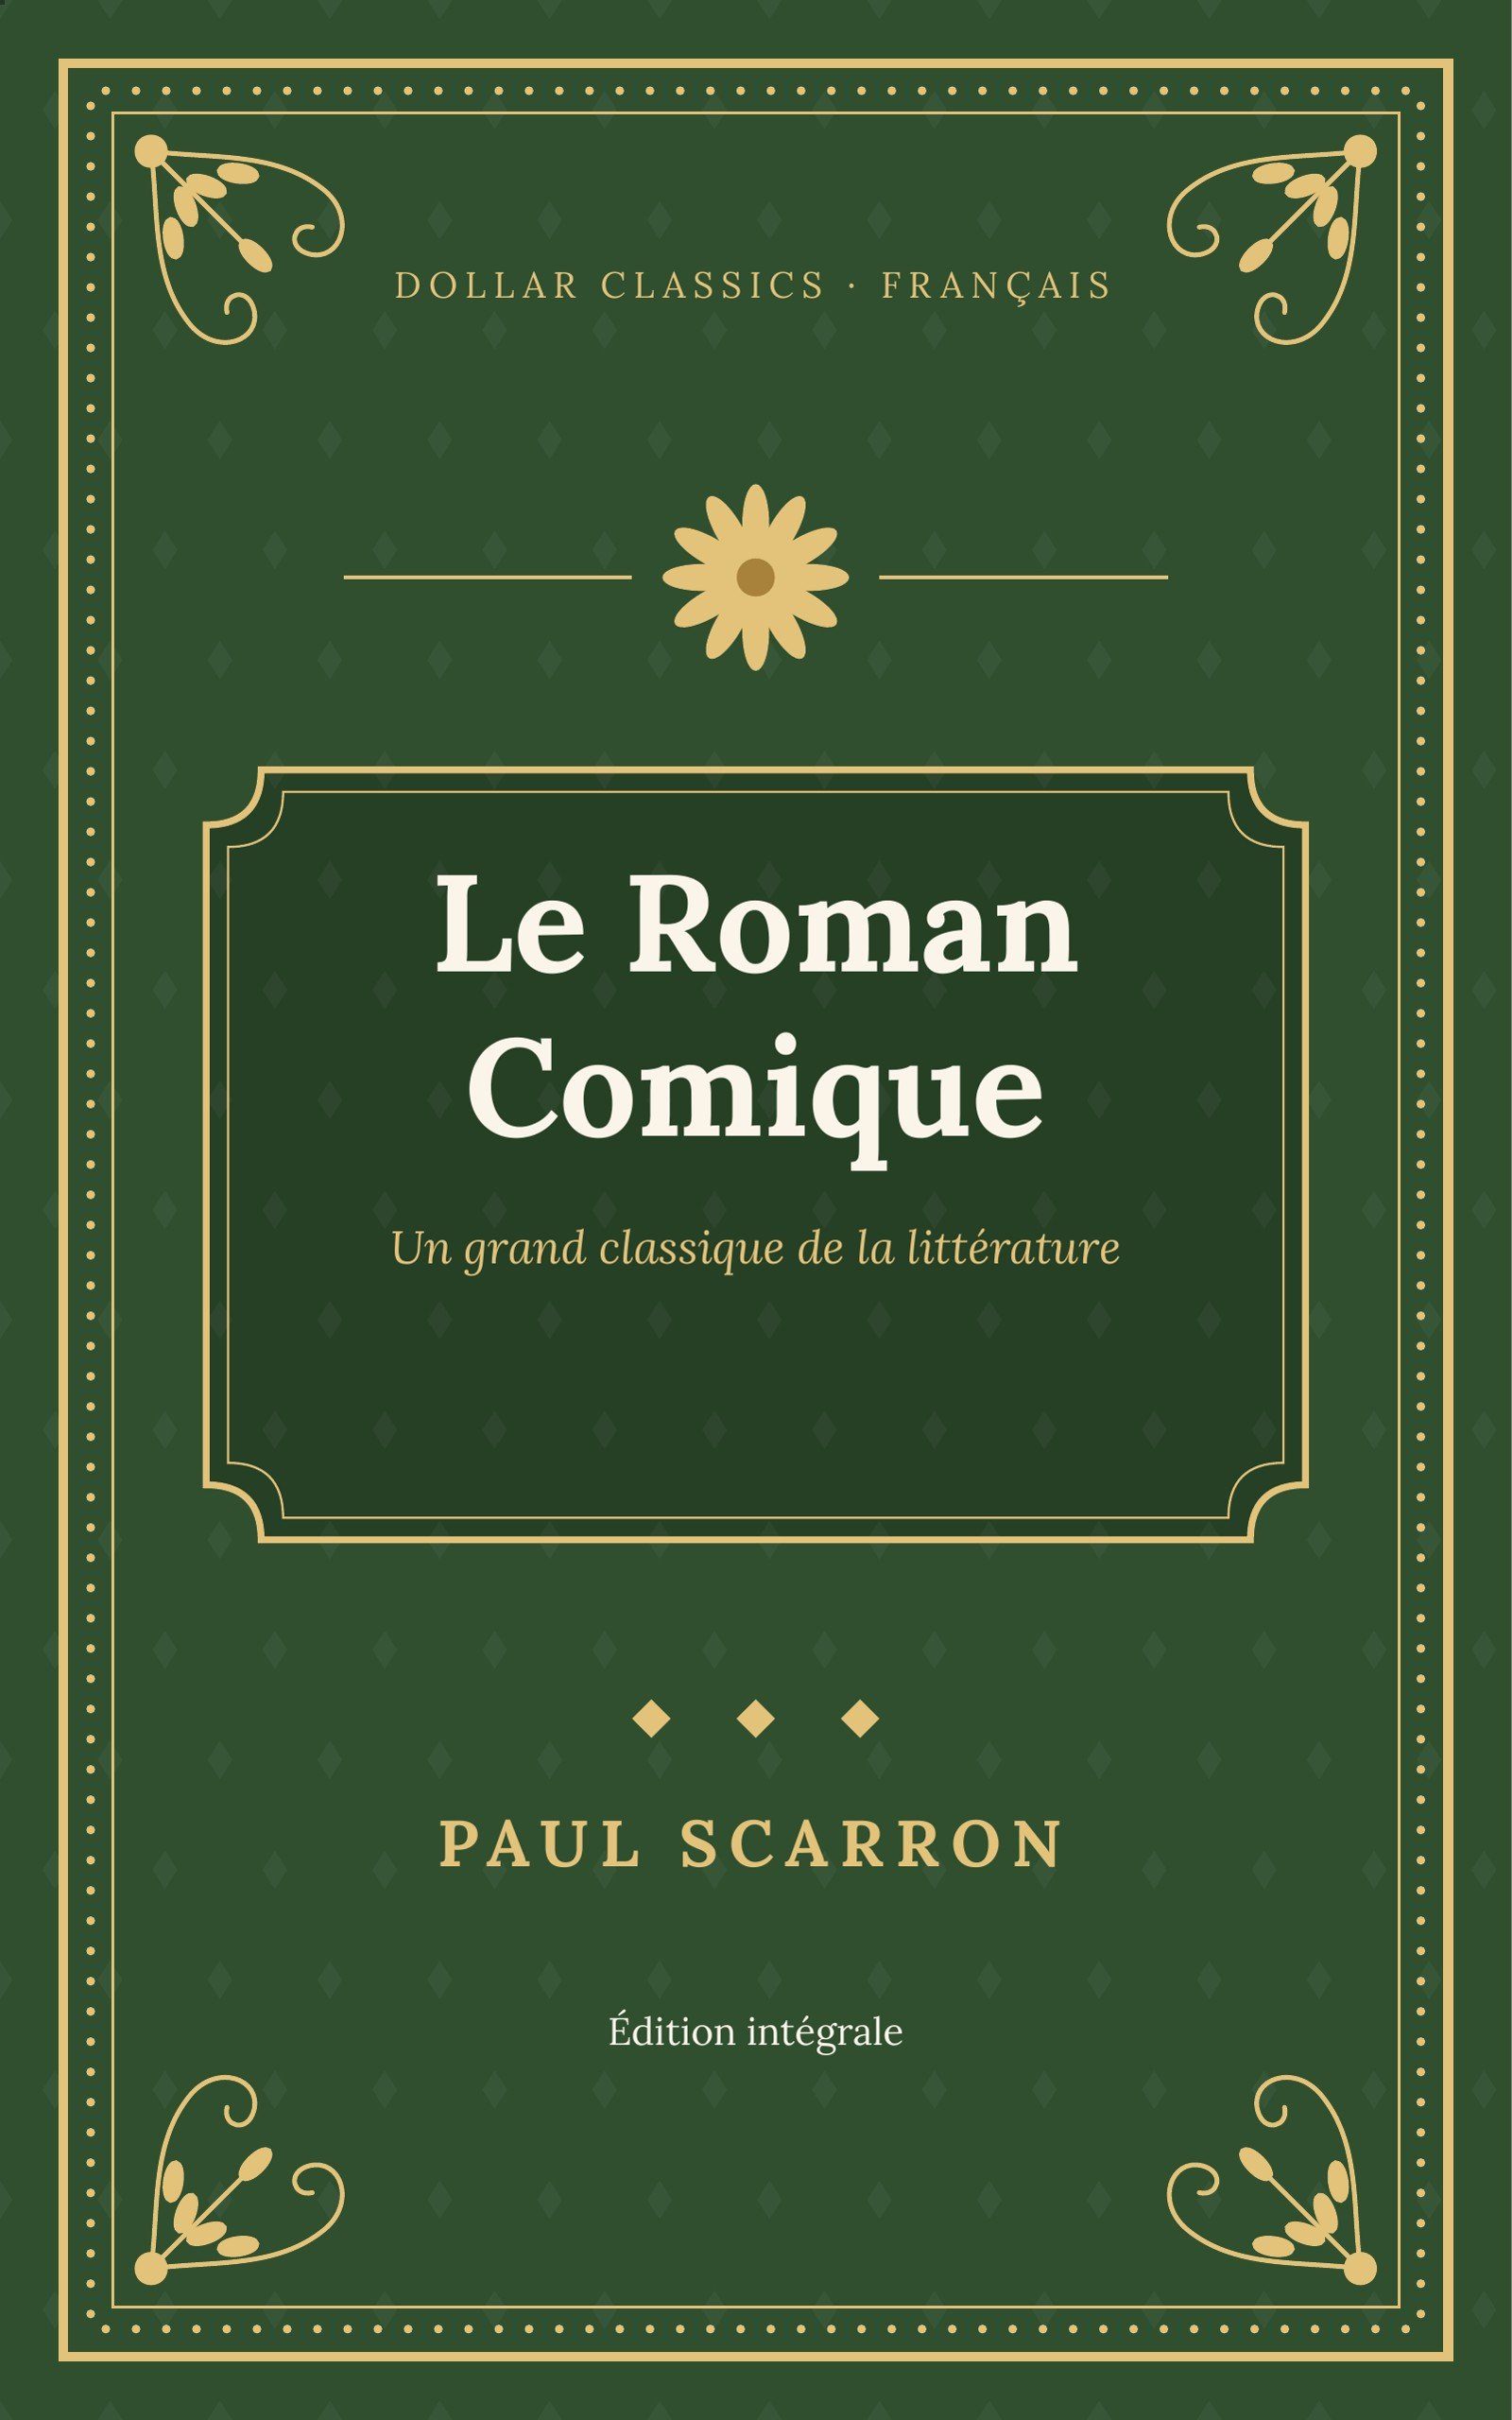 DOLLAR CLASSICS · FRANÇAIS
Le Roman
Comique
Un grand classique de la littérature
PAUL SCARRON
Édition intégrale